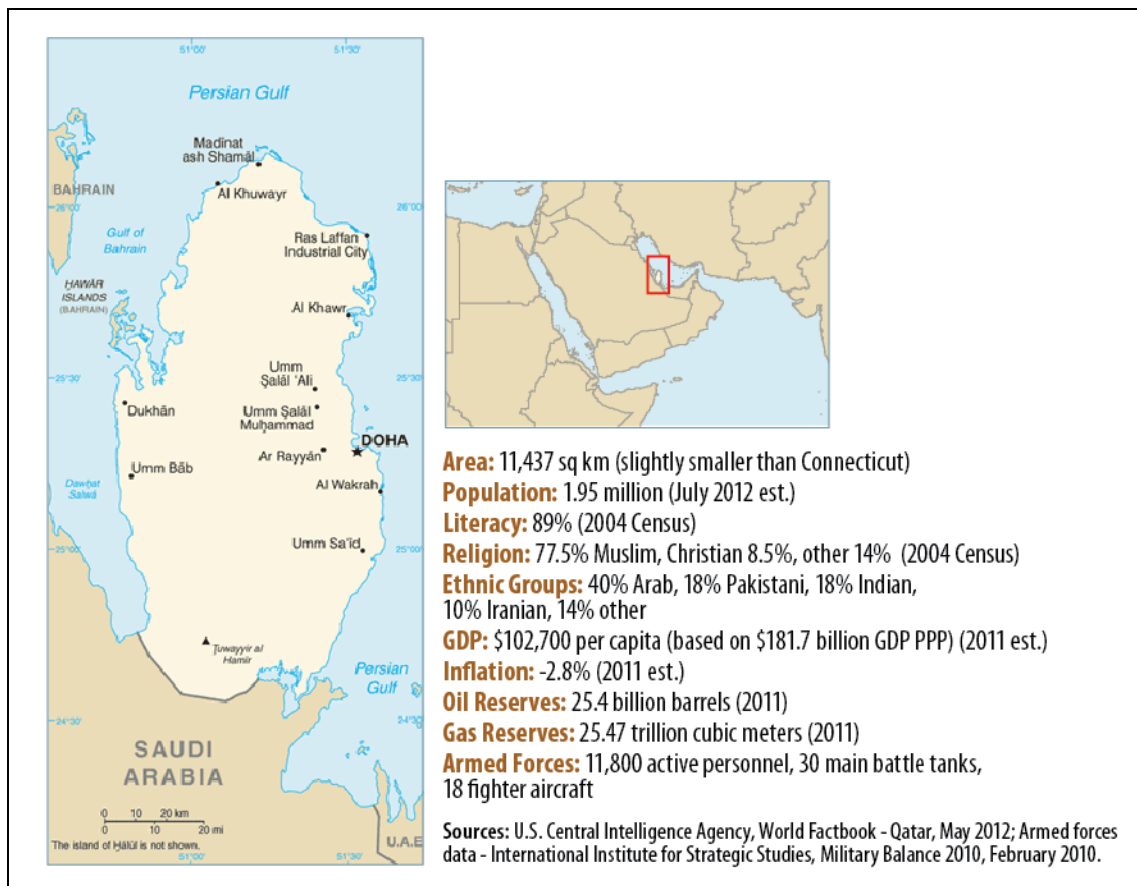 51°00'
51°30'
Persian Gulf
Madīnat
ash Shamāl
Al Khuwayr
BAHRAIN
26°00'
26°00'
Gulf of
Bahrain
Ras Laffan
Industrial City
ḤAWĀR
ISLANDS
(BAHRAIN)
Al Khawr
25°30'
25°30'
Umm
Ṣalāl 'Alī
Dukhān
Umm Ṣalāl
Muḥammad
DOHA
Ar Rayyān
Umm Bāb
Dawḥat
Salwá
Al Wakrah
Umm Sa'īd
25°00'
25°00'
Ṭuwayyir al
Ḥamīr
Persian
Gulf
24°30'
24°30'
SAUDI
ARABIA
0 10 20 km
0 10 20 mi
The island of Ḥālūl is not shown.
U.A.E
51°00'
51°30'
Area: 11,437 sq km (slightly smaller than Connecticut)
Population: 1.95 million (July 2012 est.)
Literacy: 89% (2004 Census)
Religion: 77.5% Muslim, Christian 8.5%, other 14% (2004 Census)
Ethnic Groups: 40% Arab, 18% Pakistani, 18% Indian,
10% Iranian, 14% other
GDP: $102,700 per capita (based on $181.7 billion GDP PPP) (2011 est.)
Inflation: -2.8% (2011 est.)
Oil Reserves: 25.4 billion barrels (2011)
Gas Reserves: 25.47 trillion cubic meters (2011)
Armed Forces: 11,800 active personnel, 30 main battle tanks,
18 fighter aircraft
Sources: U.S. Central Intelligence Agency, World Factbook - Qatar, May 2012; Armed forces
data - International Institute for Strategic Studies, Military Balance 2010, February 2010.